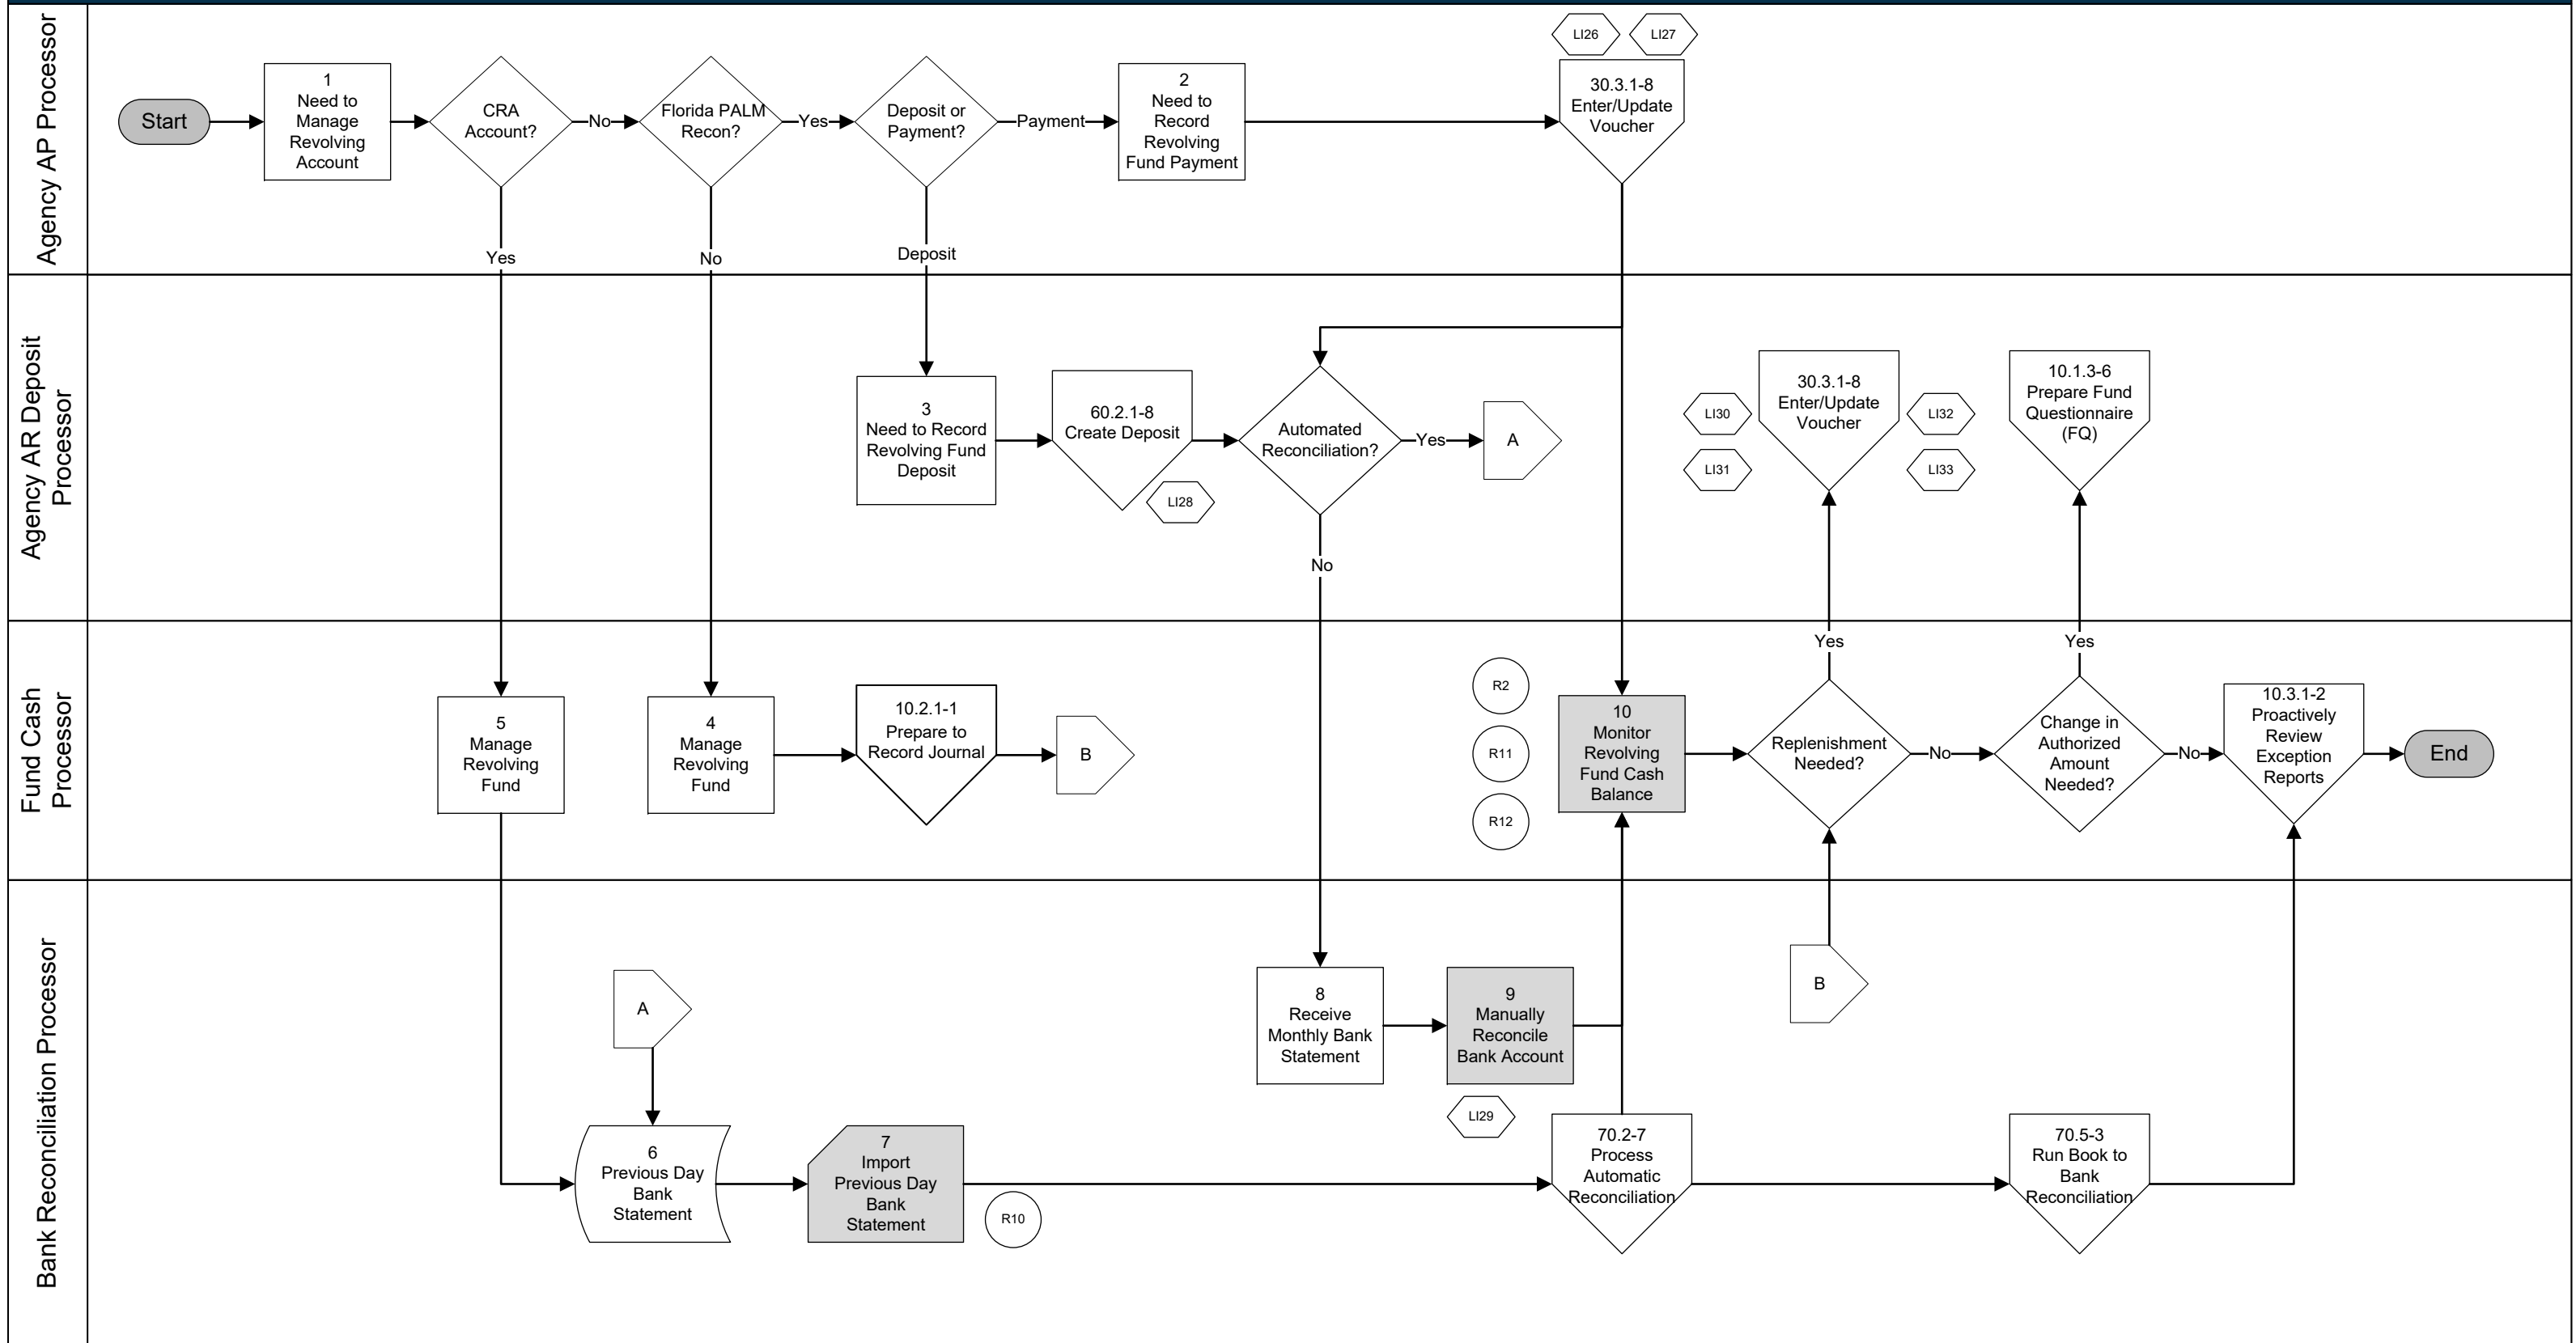 Agency AP Processor
Start
1
Need to
Manage
Revolving
Account
CRA
Account?
No
Yes
Florida PALM
Recon?
Yes
No
Deposit or
Payment?
Payment
Deposit
2
Need to
Record
Revolving
Fund Payment
LI26
LI27
30.3.1-8
Enter/Update
Voucher
Agency AR Deposit
Processor
3
Need to Record
Revolving Fund
Deposit
60.2.1-8
Create Deposit
LI28
Automated
Reconciliation?
Yes
A
No
LI30
LI31
30.3.1-8
Enter/Update
Voucher
LI32
LI33
10.1.3-6
Prepare Fund
Questionnaire
(FQ)
Fund Cash
Processor
5
Manage
Revolving
Fund
4
Manage
Revolving
Fund
10.2.1-1
Prepare to
Record Journal
B
R2
R11
R12
10
Monitor
Revolving
Fund Cash
Balance
Yes
Replenishment
Needed?
No
Yes
Change in
Authorized
Amount
Needed?
No
10.3.1-2
Proactively
Review
Exception
Reports
End
Bank Reconciliation Processor
A
6
Previous Day
Bank
Statement
7
Import
Previous Day
Bank
Statement
R10
8
Receive
Monthly Bank
Statement
9
Manually
Reconcile
Bank Account
LI29
70.2-7
Process
Automatic
Reconciliation
B
70.5-3
Run Book to
Bank
Reconciliation